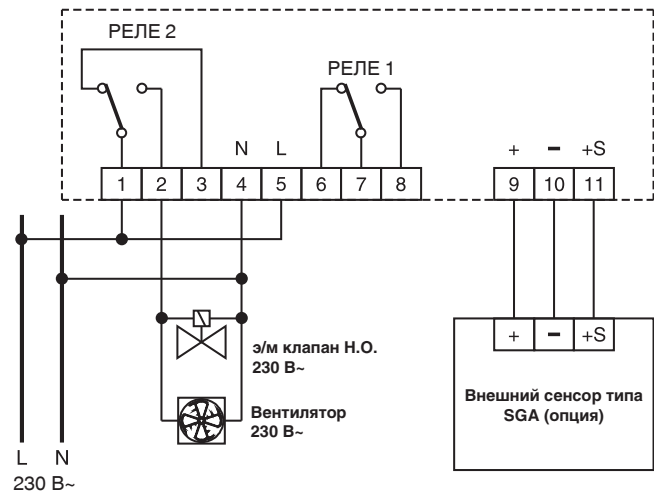 РЕЛЕ 2
РЕЛЕ 1
N L + – +S
1 2 3 4 5 6 7 8 9 10 11
+ – +S
э/м клапан Н.О.
230 В~
Внешний сенсор типа
SGA (опция)
Вентилятор
230 В~
L N
230 В~